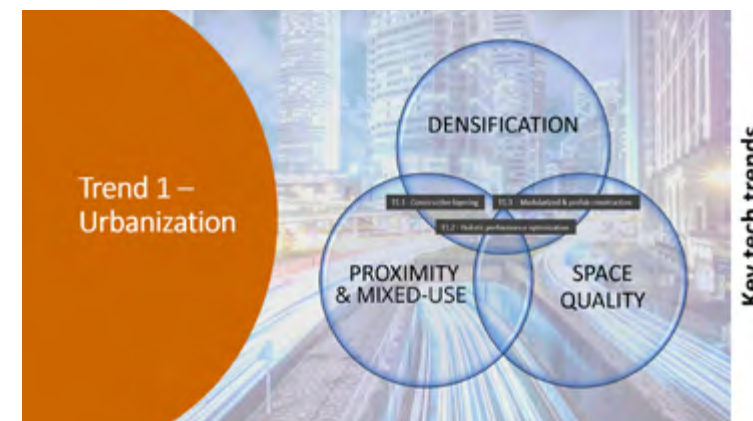 Trend 1 –
Urbanization
DENSIFICATION
T1.1 - Constructive layering
T1.3 - Modularized & prefab construction
T1.2 - Holistic performance optimization
PROXIMITY
& MIXED-USE
SPACE
QUALITY
Key tech trends